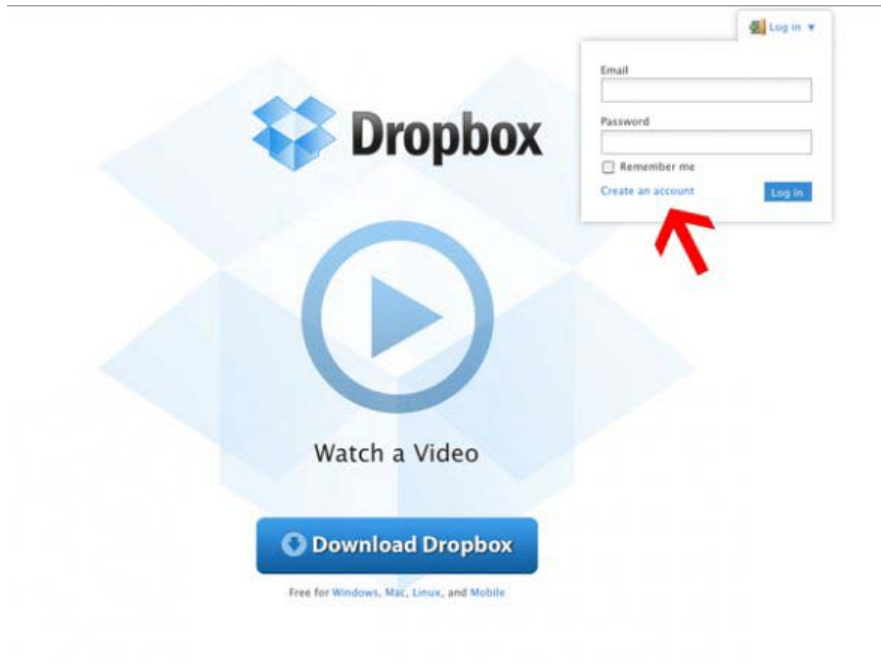 Log in
Email
Password
Remember me
Create an account
Log in
Dropbox
Watch a Video
Download Dropbox
Free for Windows, Mac, Linux, and Mobile